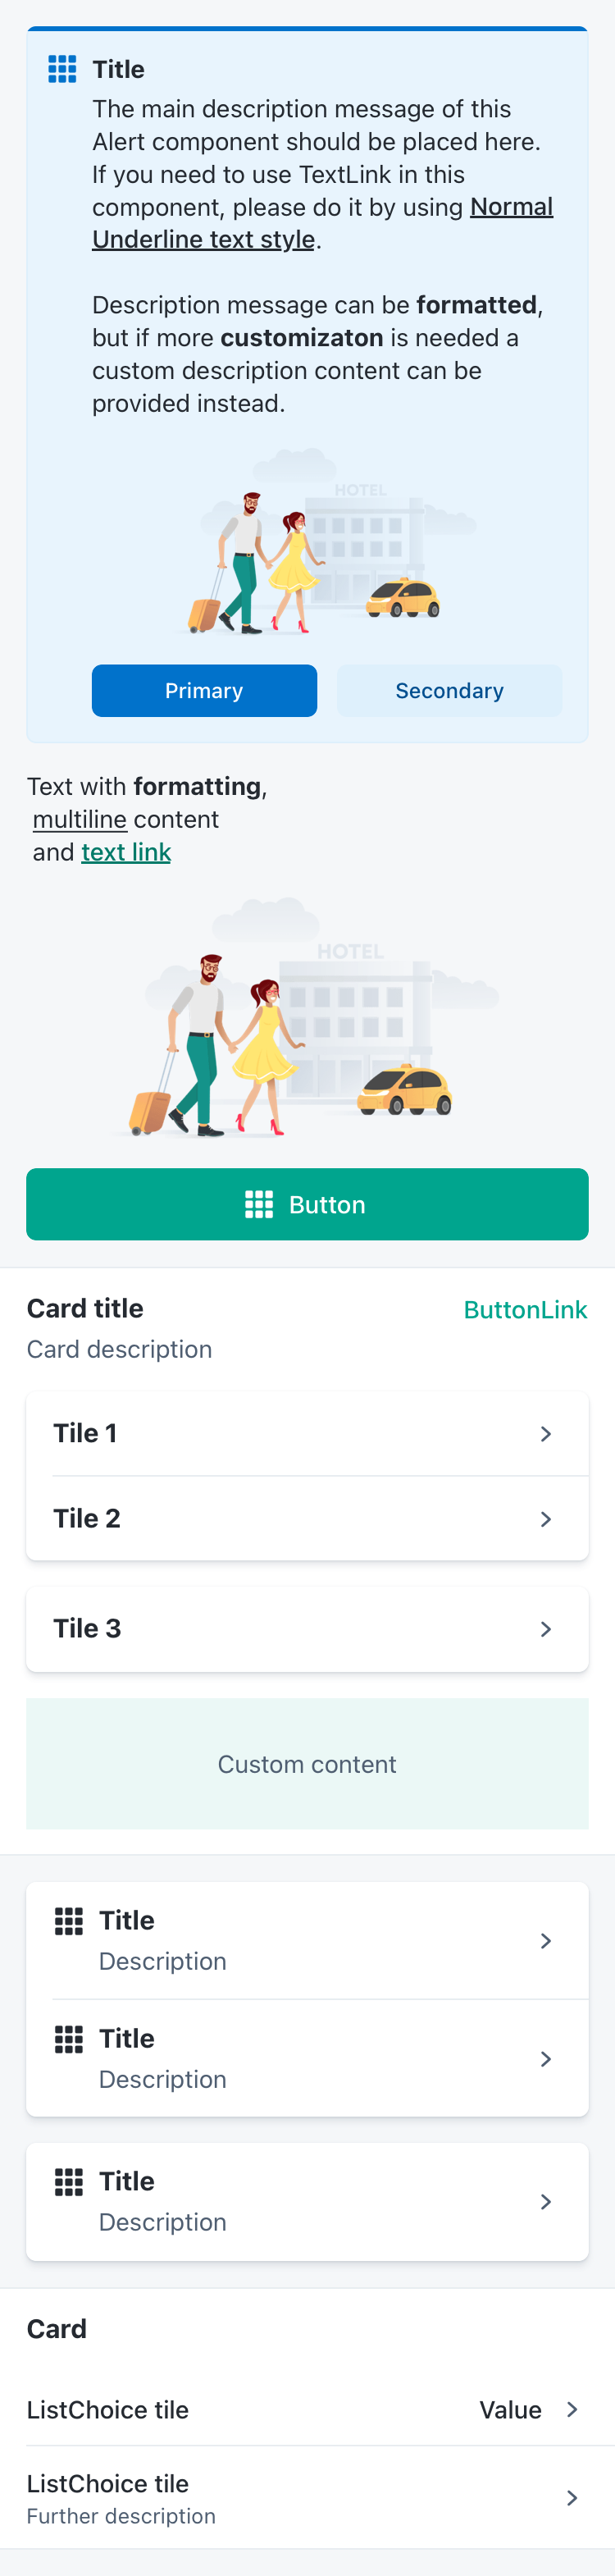 Title
The main description message of this
Alert component should be placed here.
If you need to use TextLink in this
component, please do it by using Normal
Underline text style.
Description message can be formatted,
but if more customizaton is needed a
custom description content can be
provided instead.
HOTEL
Primary
Secondary
Text with formatting,
multiline content
and text link
HOTEL
Button
Card title
ButtonLink
Card description
Tile 1
Tile 2
Tile 3
Custom content
Title
Description
Title
Description
Title
Description
Card
ListChoice tile
Value
ListChoice tile
Further description